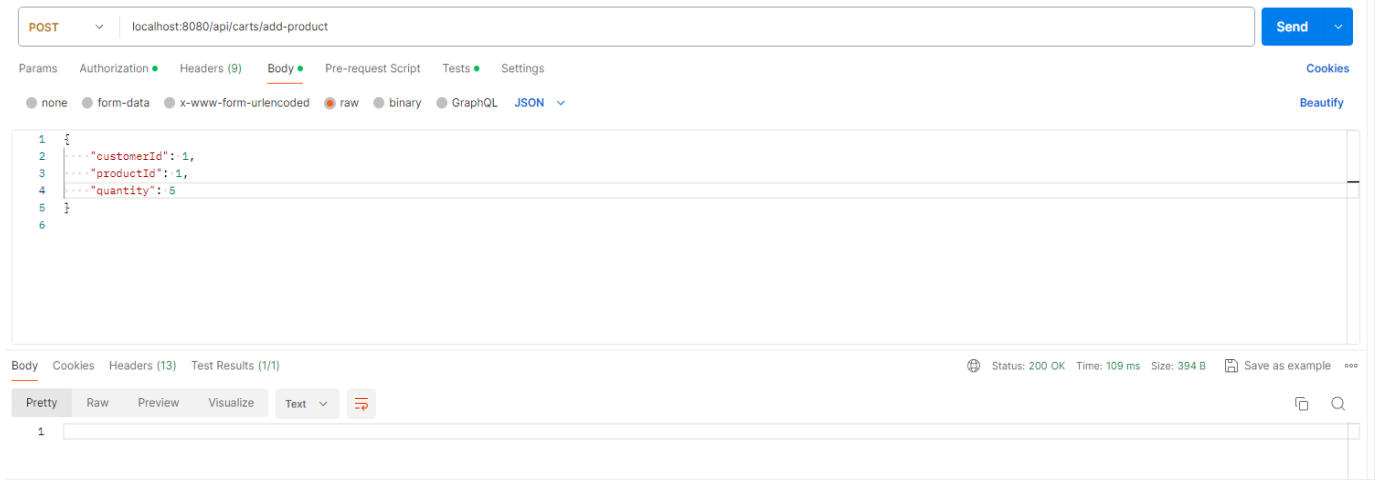 POST localhost:8080/api/carts/add-product Send
Params Authorization Headers (9) Body Pre-request Script Tests Settings Cookies
none form-data x-www-form-urlencoded raw binary GraphQL JSON Beautify
1 {
2 "customerId": 1,
3 "productId": 1,
4 "quantity": 5
5 }
6
Body Cookies Headers (13) Test Results (1/1) Status: 200 OK Time: 109 ms Size: 394 B Save as example
Pretty Raw Preview Visualize Text
1